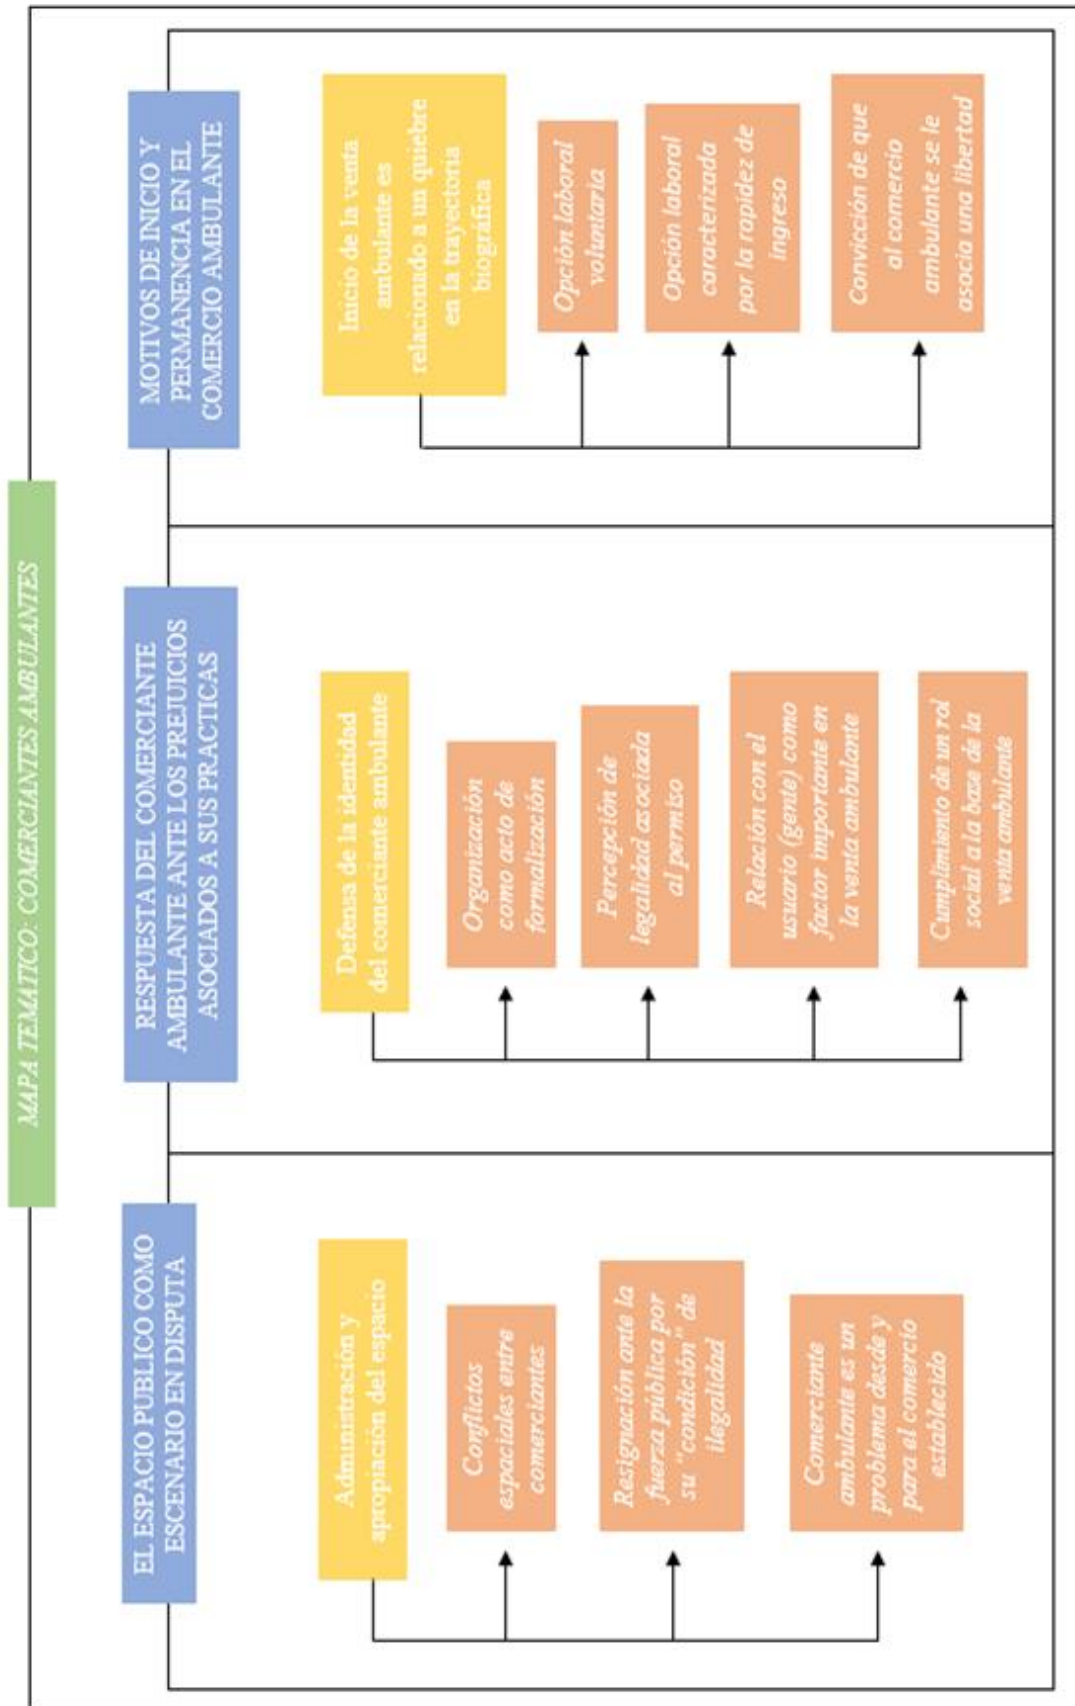 MAPA TEMATICO: COMERCIANTES AMBULANTES
EL ESPACIO PUBLICO COMO
ESCENARIO EN DISPUTA
Administración y
apropiación del espacio
Conflictos
espaciales entre
comerciantes
Resignación ante la
fuerza pública por
su "condición" de
ilegalidad
Comerciante
ambulante es un
problema desde y
para el comercio
establecido
RESPUESTA DEL COMERCIANTE
AMBULANTE ANTE LOS PREJUICIOS
ASOCIADOS A SUS PRACTICAS
Defensa de la identidad
del comerciante ambulante
Organización
como acto de
formalización
Percepción de
legalidad asociada
al permiso
Relación con el
usuario (gente) como
factor importante en
la venta ambulante
Cumplimiento de un rol
social a la base de la
venta ambulante
MOTIVOS DE INICIO Y
PERMANENCIA EN EL
COMERCIO AMBULANTE
Inicio de la venta
ambulante es
relacionado a un quiebre
en la trayectoria
biográfica
Opción laboral
voluntaria
Opción laboral
caracterizada
por la rapidez de
ingreso
Convicción de que
al comercio
ambulante se le
asocia una libertad